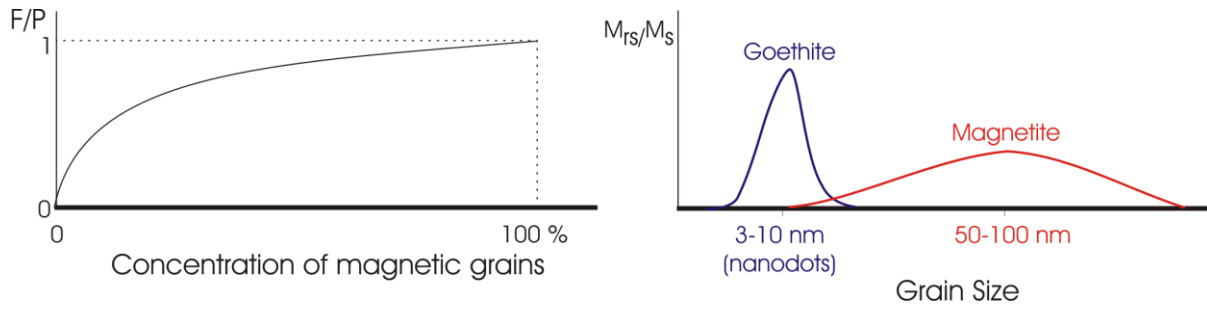 F/P
1
0
0
100 %
Concentration of magnetic grains
Mrs/Ms
Goethite
Magnetite
3-10 nm
(nanodots)
50-100 nm
Grain Size